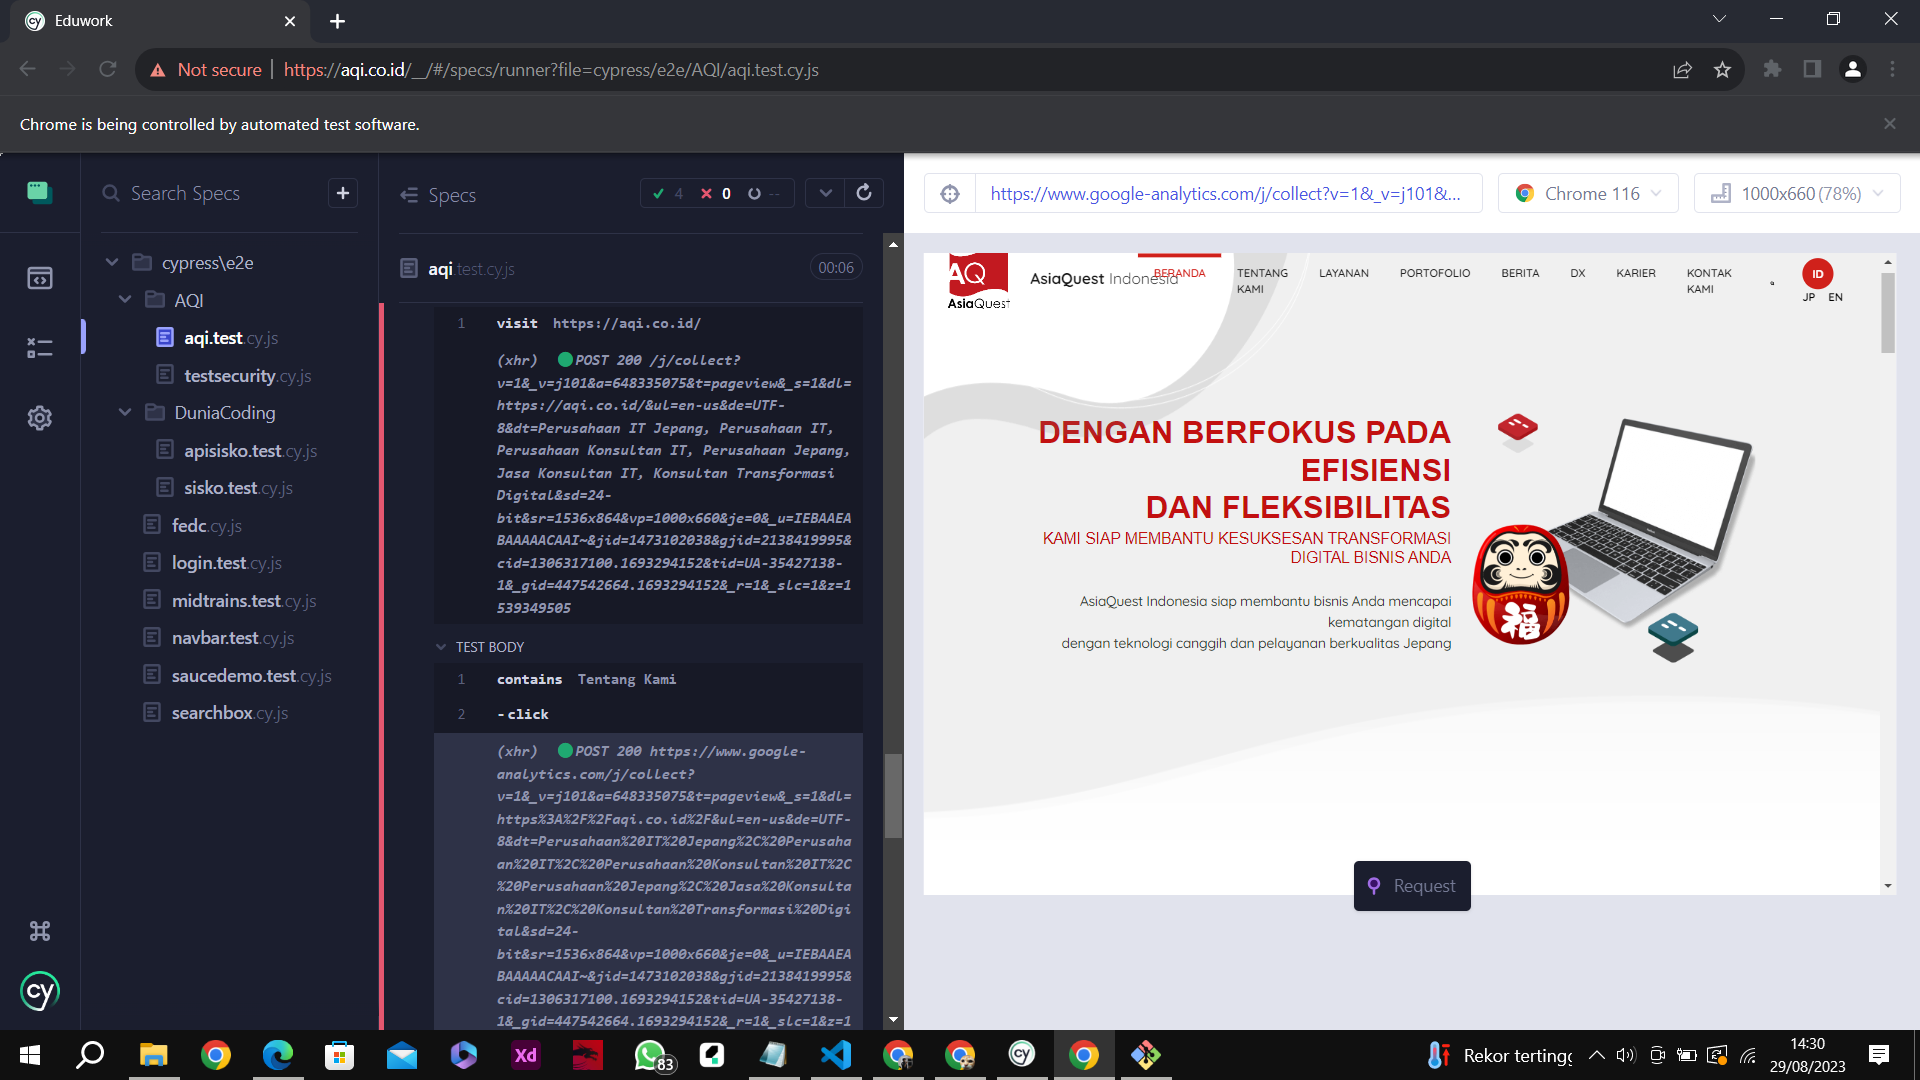 Eduwork
Not secure
https://aqi.co.id/__/#/specs/runner?file=cypress/e2e/AQI/aqi.test.cy.js
Chrome is being controlled by automated test software.
Search Specs
cypress\e2e
AQI
aqi.test.cy.js
testsecurity.cy.js
DuniaCoding
apisisko.test.cy.js
sisko.test.cy.js
fedc.cy.js
login.test.cy.js
midtrains.test.cy.js
navbar.test.cy.js
saucedemo.test.cy.js
searchbox.cy.js
cy
Specs
4 0 --
aqi.test.cy.js
00:06
1 visit https://aqi.co.id/
(xhr) POST 200 /j/collect?
v=1&_v=j101&a=648335075&t=pageview&_s=1&dl=
https://aqi.co.id/&ul=en-us&de=UTF-
8&dt=Perusahaan IT Jepang, Perusahaan IT,
Perusahaan Konsultan IT, Perusahaan Jepang,
Jasa Konsultan IT, Konsultan Transformasi
Digital&sd=24-
bit&sr=1536x864&vp=1000x660&je=0&_u=IEBAAEA
BAAAAACAAI~&jid=1473102038&gjid=2138419995&
cid=1306317100.1693294152&tid=UA-35427138-
1&_gid=447542664.1693294152&_r=1&_slc=1&z=1
539349505
TEST BODY
1 contains Tentang Kami
2 -click
(xhr) POST 200 https://www.google-
analytics.com/j/collect?
v=1&_v=j101&a=648335075&t=pageview&_s=1&dl=
https%3A%2F%2Faqi.co.id%2F&ul=en-us&de=UTF-
8&dt=Perusahaan%20IT%20Jepang%2C%20Perusaha
an%20IT%2C%20Perusahaan%20Konsultan%20IT%2C
%20Perusahaan%20Jepang%2C%20Jasa%20Konsulta
n%20IT%2C%20Konsultan%20Transformasi%20Digi
tal&sd=24-
bit&sr=1536x864&vp=1000x660&je=0&_u=IEBAAEA
BAAAAACAAI~&jid=1473102038&gjid=2138419995&
cid=1306317100.1693294152&tid=UA-35427138-
1&_gid=447542664.1693294152&_r=1&_slc=1&z=1
https://www.google-analytics.com/j/collect?v=1&_v=j101&...
Chrome 116
1000x660 (78%)
AQ
AsiaQuest
AsiaQuest Indonesia
BERANDA
TENTANG
KAMI
LAYANAN
PORTOFOLIO
BERITA
DX
KARIER
KONTAK
KAMI
ID
JP EN
DENGAN BERFOKUS PADA
EFISIENSI
DAN FLEKSIBILITAS
KAMI SIAP MEMBANTU KESUKSESAN TRANSFORMASI
DIGITAL BISNIS ANDA
AsiaQuest Indonesia siap membantu bisnis Anda mencapai
kematangan digital
dengan teknologi canggih dan pelayanan berkualitas Jepang
福
Request
Xd
83
cy
Rekor tertingg
14:30
29/08/2023